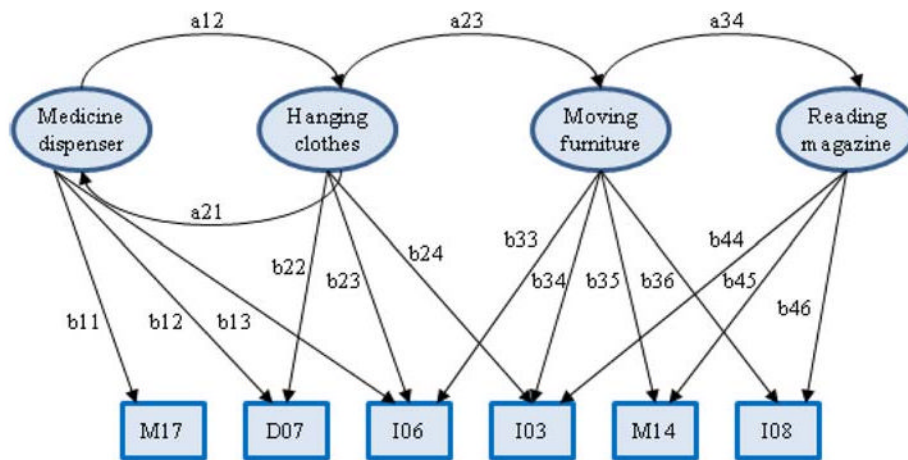 a12 a23 a34
Medicine
dispenser
Hanging
clothes
Moving
furniture
Reading
magazine
a21
b11 b12 b13 b22 b23 b24 b33 b34 b35 b36 b44 b45 b46
M17 D07 I06 I03 M14 I08